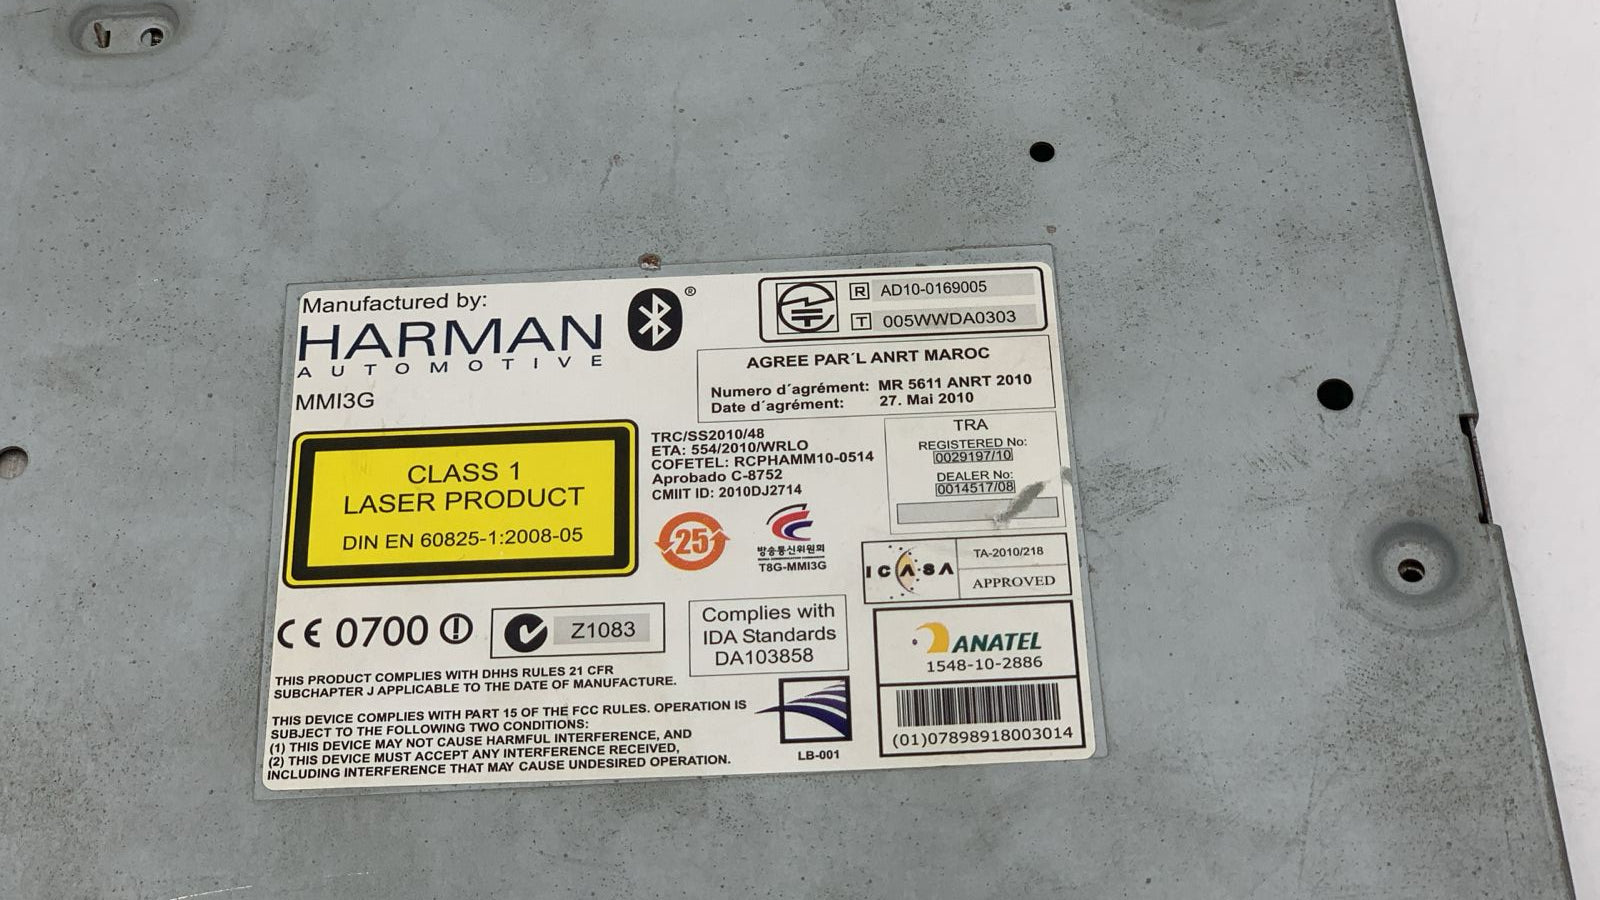 Manufactured by:
HARMAN
AUTOMOTIVE
®
MMI3G
R AD10-0169005
T 005WWDA0303
AGREE PAR´L ANRT MAROC
Numero d´agrément: MR 5611 ANRT 2010
Date d´agrément: 27. Mai 2010
CLASS 1
LASER PRODUCT
DIN EN 60825-1:2008-05
TRC/SS2010/48
ETA: 554/2010/WRLO
COFETEL: RCPHAMM10-0514
Aprobado C-8752
CMIIT ID: 2010DJ2714
TRA
REGISTERED No:
0029197/10
DEALER No:
0014517/08
25
방송통신위원회
T8G-MMI3G
ICASA
TA-2010/218
APPROVED
CE 0700
Z1083
Complies with
IDA Standards
DA103858
ANATEL
1548-10-2886
(01)07898918003014
THIS PRODUCT COMPLIES WITH DHHS RULES 21 CFR
SUBCHAPTER J APPLICABLE TO THE DATE OF MANUFACTURE.
THIS DEVICE COMPLIES WITH PART 15 OF THE FCC RULES. OPERATION IS
SUBJECT TO THE FOLLOWING TWO CONDITIONS:
(1) THIS DEVICE MAY NOT CAUSE HARMFUL INTERFERENCE, AND
(2) THIS DEVICE MUST ACCEPT ANY INTERFERENCE RECEIVED,
INCLUDING INTERFERENCE THAT MAY CAUSE UNDESIRED OPERATION.
LB-001